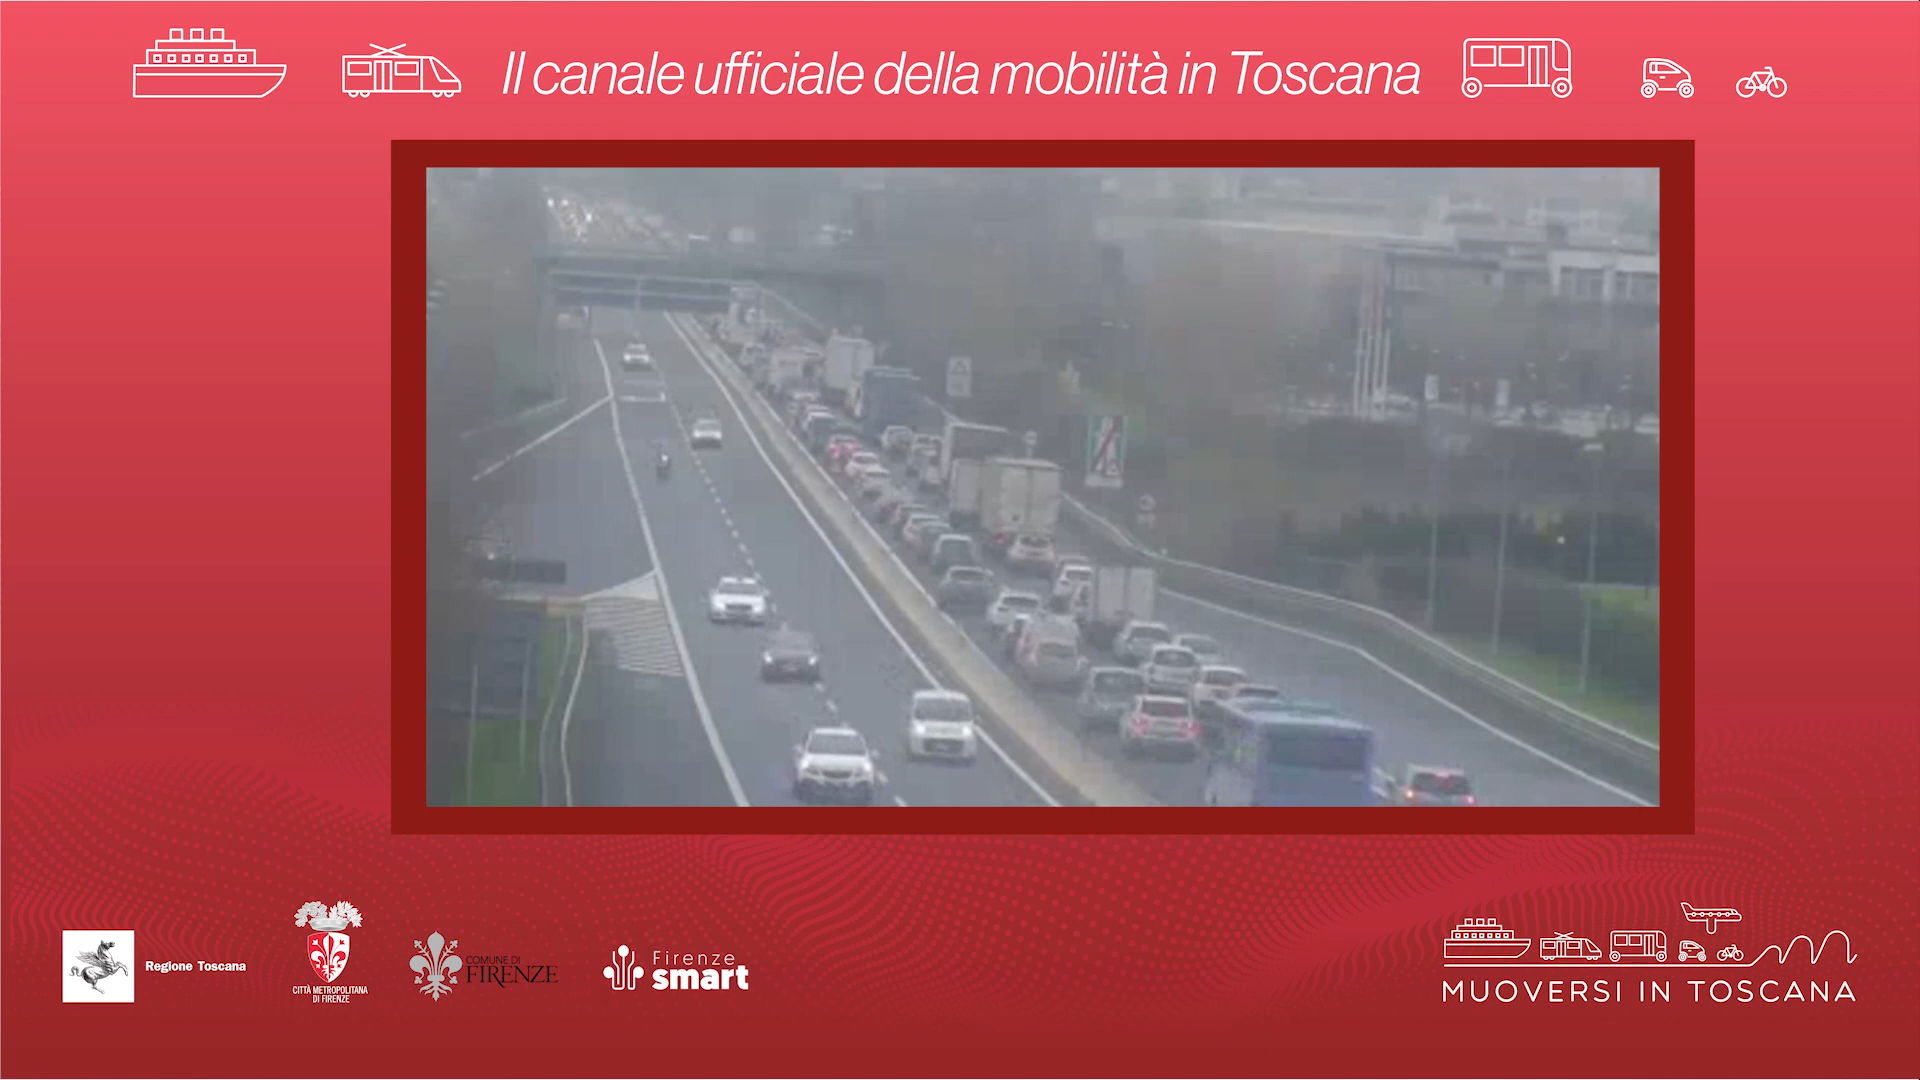 Il canale ufficiale della mobilità in Toscana
Regione Toscana
CITTÀ METROPOLITANA
DI FIRENZE
COMUNE DI
FIRENZE
Firenze
smart
MUOVERSI IN TOSCANA